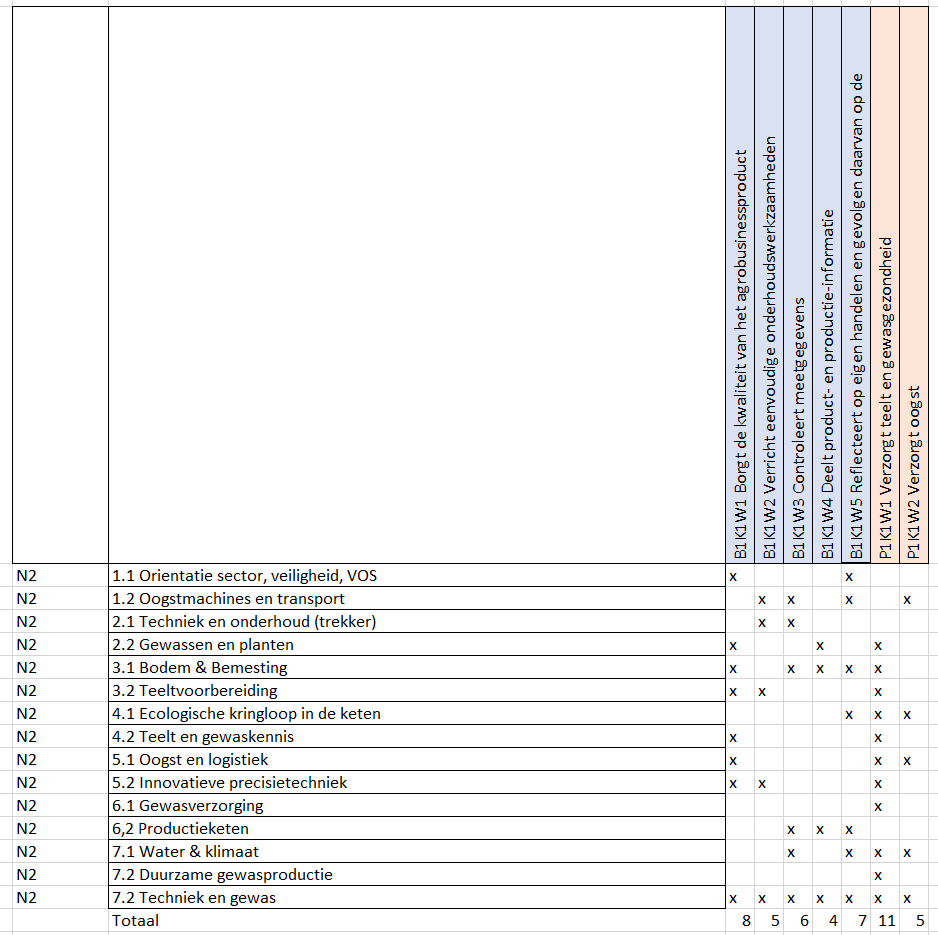 B1K1W1 Borgt de kwaliteit van het agrobusinessproduct
B1K1W2 Verricht eenvoudige onderhoudswerkzaamheden
B1K1W3 Controleert meetgegevens
B1K1W4 Deelt product- en productie-informatie
B1K1W5 Reflecteert op eigen handelen en gevolgen daarvan op de
P1K1W1 Verzorgt teelt en gewasgezondheid
P1K1W2 Verzorgt oogst
N2 1.1 Orientatie sector, veiligheid, VOS x x
N2 1.2 Oogstmachines en transport x x x x
N2 2.1 Techniek en onderhoud (trekker) x x
N2 2.2 Gewassen en planten x x x
N2 3.1 Bodem & Bemesting x x x x x
N2 3.2 Teeltvoorbereiding x x x
N2 4.1 Ecologische kringloop in de keten x x x
N2 4.2 Teelt en gewaskennis x x
N2 5.1 Oogst en logistiek x x x
N2 5.2 Innovatieve precisietechniek x x x
N2 6.1 Gewasverzorging x
N2 6,2 Productieketen x x x
N2 7.1 Water & klimaat x x x x
N2 7.2 Duurzame gewasproductie x
N2 7.2 Techniek en gewas x x x x x x x
Totaal 8 5 6 4 7 11 5